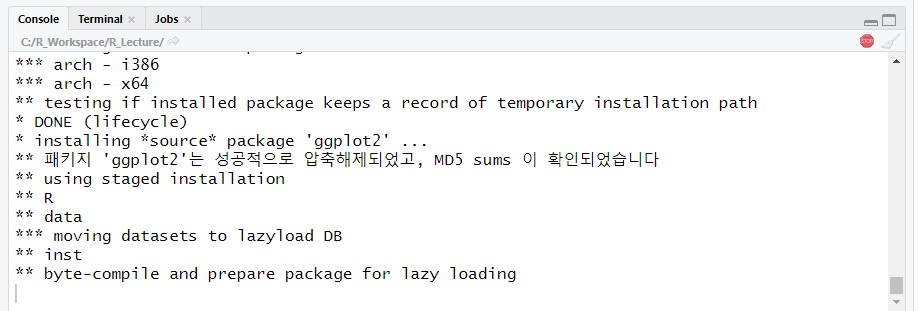 Console Terminal Jobs
C:/R_Workspace/R_Lecture/
STOP
*** arch - i386
*** arch - x64
** testing if installed package keeps a record of temporary installation path
* DONE (lifecycle)
* installing *source* package 'ggplot2' ...
** 패키지 'ggplot2'는 성공적으로 압축해제되었고, MD5 sums 이 확인되었습니다
** using staged installation
** R
** data
*** moving datasets to lazyload DB
** inst
** byte-compile and prepare package for lazy loading